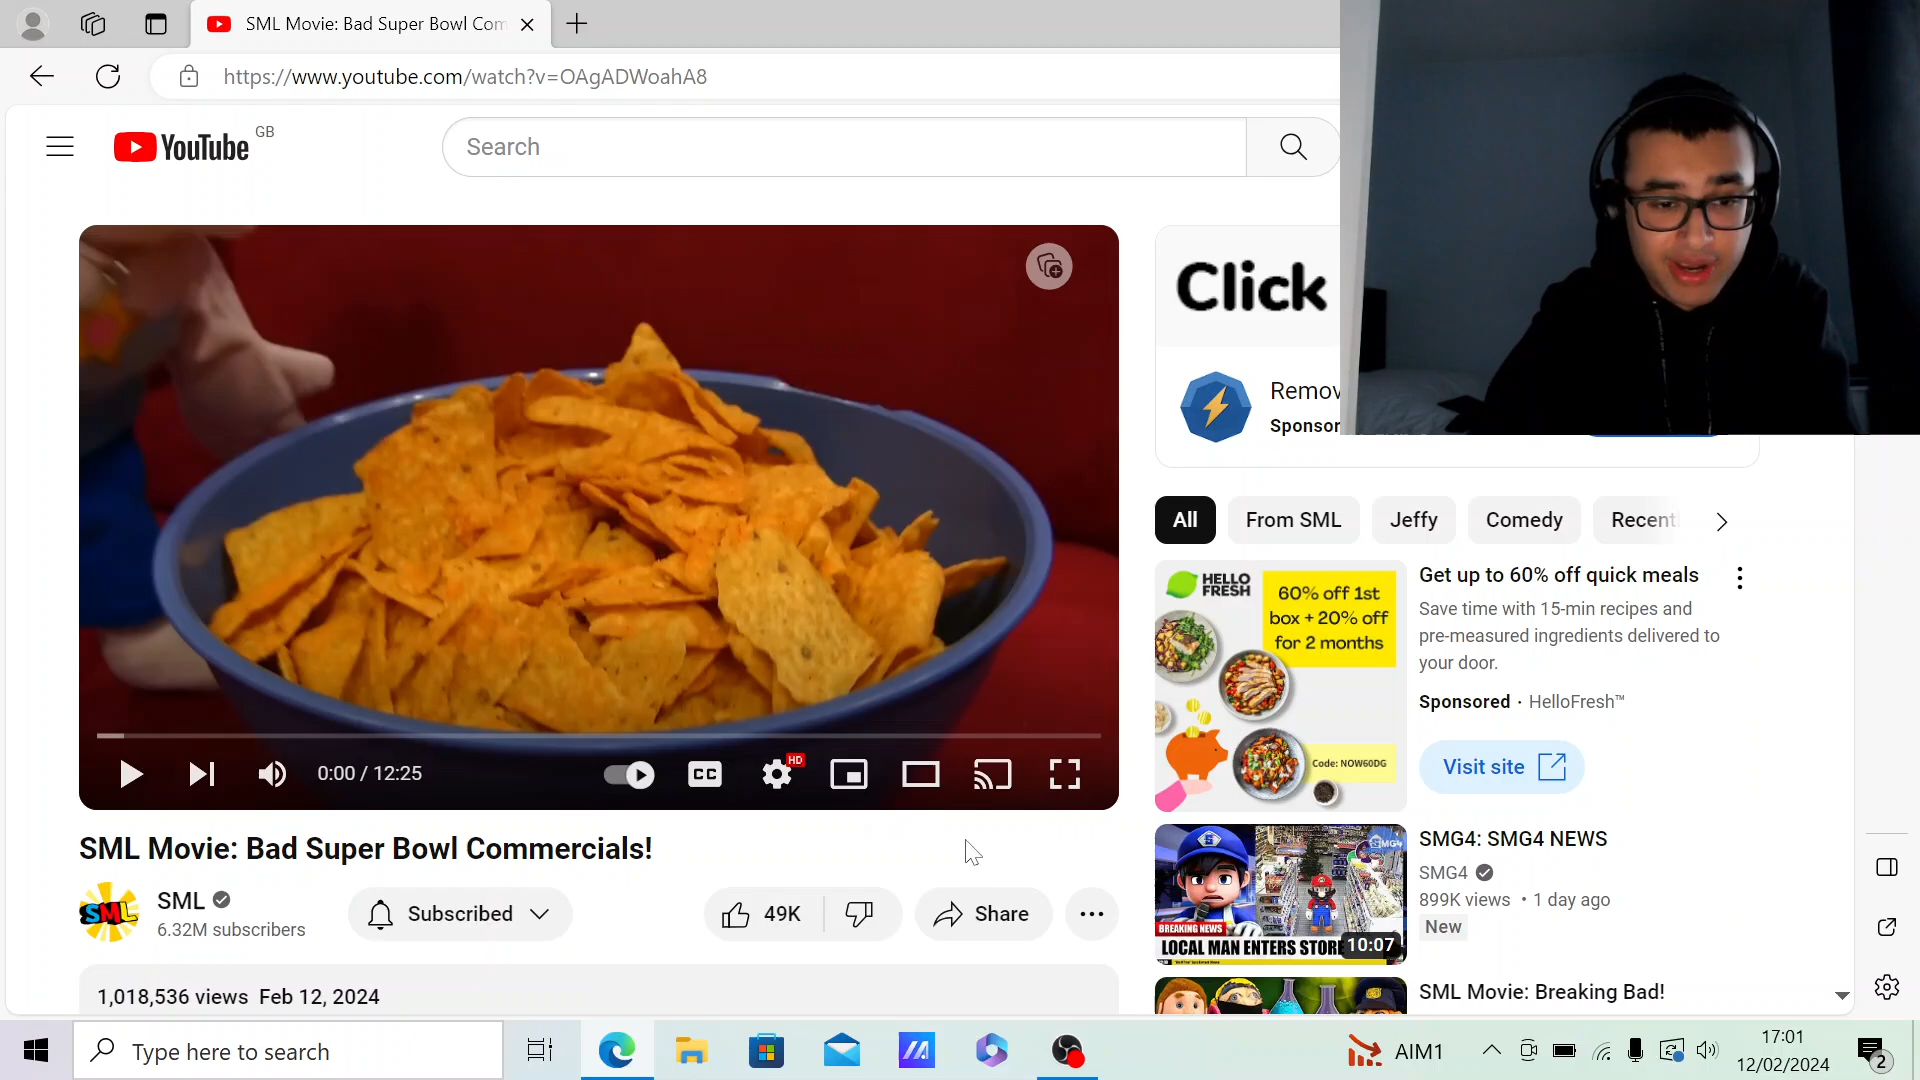 SML Movie: Bad Super Bowl Com
https://www.youtube.com/watch?v=OAgADWoahA8
YouTube GB
Search
Click
Remov
Sponsor
0:00 / 12:25
CC
HD
SML Movie: Bad Super Bowl Commercials!
SML
SML
6.32M subscribers
Subscribed
49K
Share
1,018,536 views Feb 12, 2024
All
From SML
Jeffy
Comedy
Recent
HELLO
FRESH
60% off 1st
box + 20% off
for 2 months
Code: NOW60DG
Get up to 60% off quick meals
Save time with 15-min recipes and
pre-measured ingredients delivered to
your door.
Sponsored · HelloFresh™
Visit site
SMG4
BREAKING NEWS
LOCAL MAN ENTERS STORE
10:07
SMG4: SMG4 NEWS
SMG4
899K views • 1 day ago
New
SML Movie: Breaking Bad!
Type here to search
AIM1
17:01
12/02/2024
2